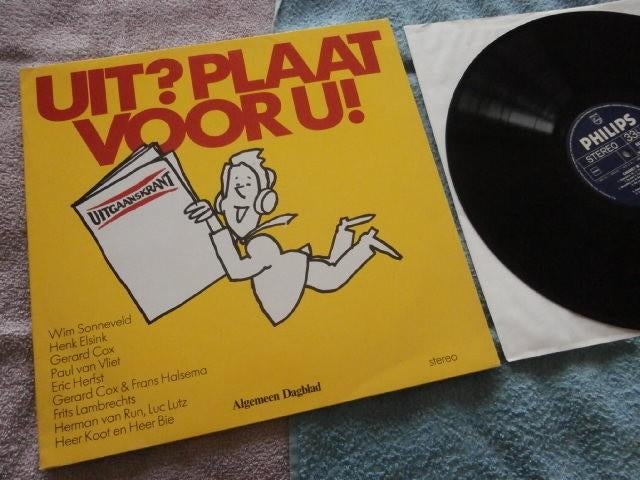 UIT? PLAAT
VOOR U!
UITGAANSKRANT
Wim Sonneveld
Henk Elsink
Gerard Cox
Paul van Vliet
Eric Herfst
Gerard Cox & Frans Halsema
Frits Lambrechts
Herman van Run, Luc Lutz
Heer Koot en Heer Bie
Algemeen Dagblad
stereo
PHILIPS
STEREO 33